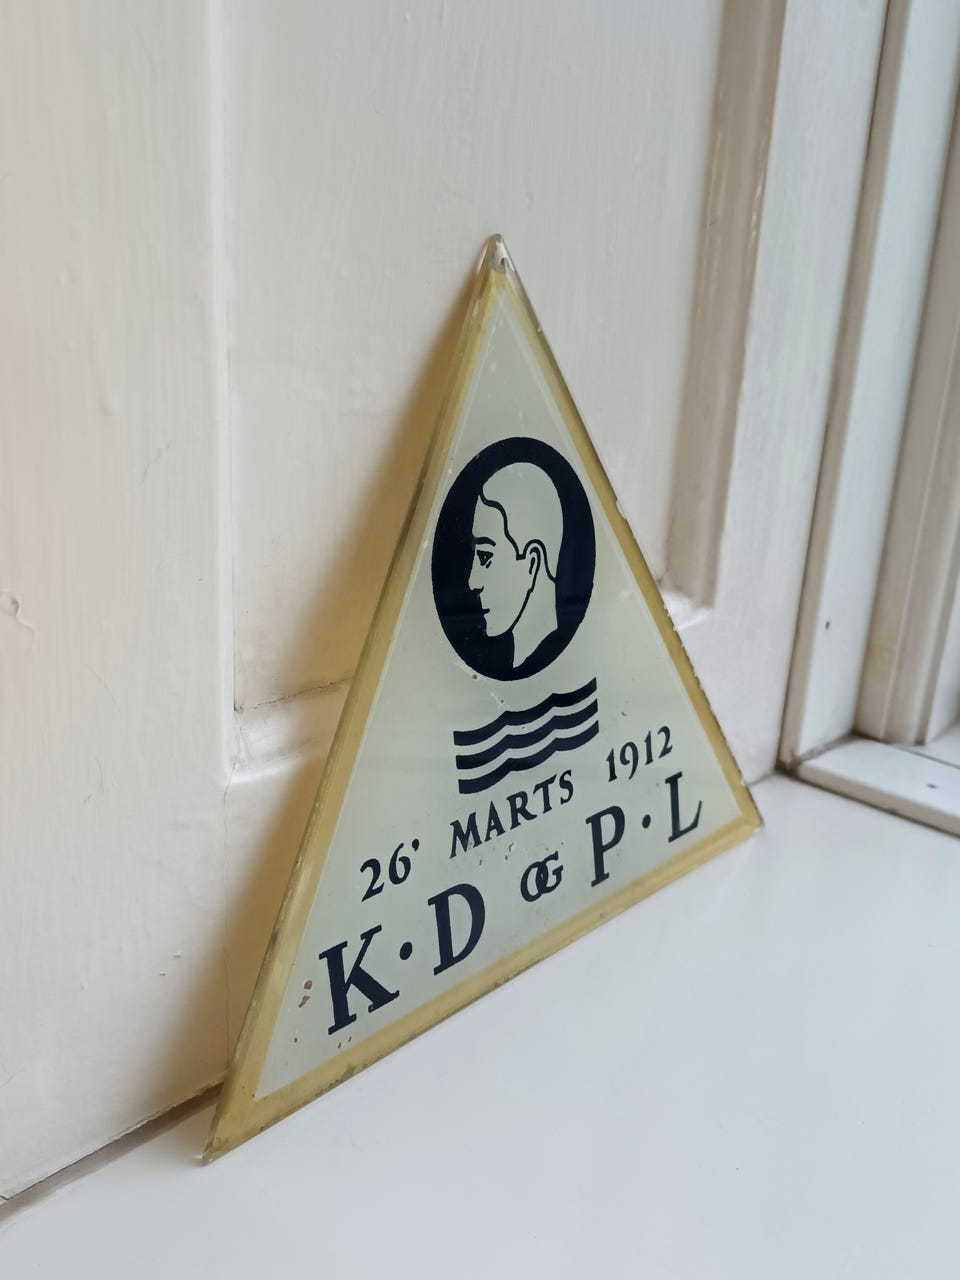 26' MARTS 1912
K·D OG P·L